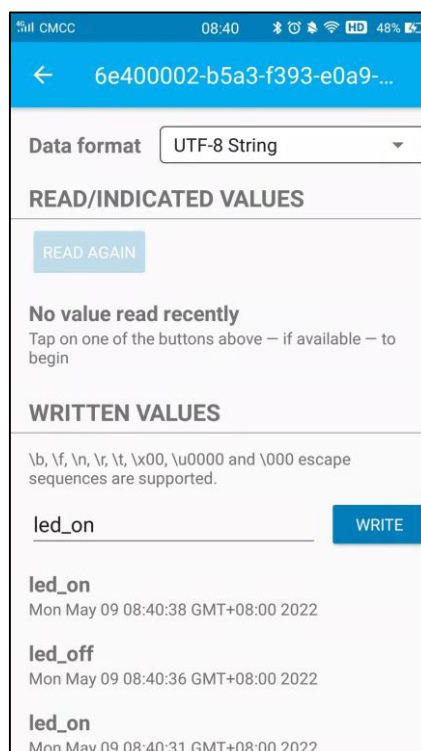 CMCC 08:40 HD 48%
6e400002-b5a3-f393-e0a9-...
Data format UTF-8 String
READ/INDICATED VALUES
READ AGAIN
No value read recently
Tap on one of the buttons above — if available — to
begin
WRITTEN VALUES
\b, \f, \n, \r, \t, \x00, \u0000 and \000 escape
sequences are supported.
led_on WRITE
led_on
Mon May 09 08:40:38 GMT+08:00 2022
led_off
Mon May 09 08:40:36 GMT+08:00 2022
led_on
Mon May 09 08:40:31 GMT+08:00 2022